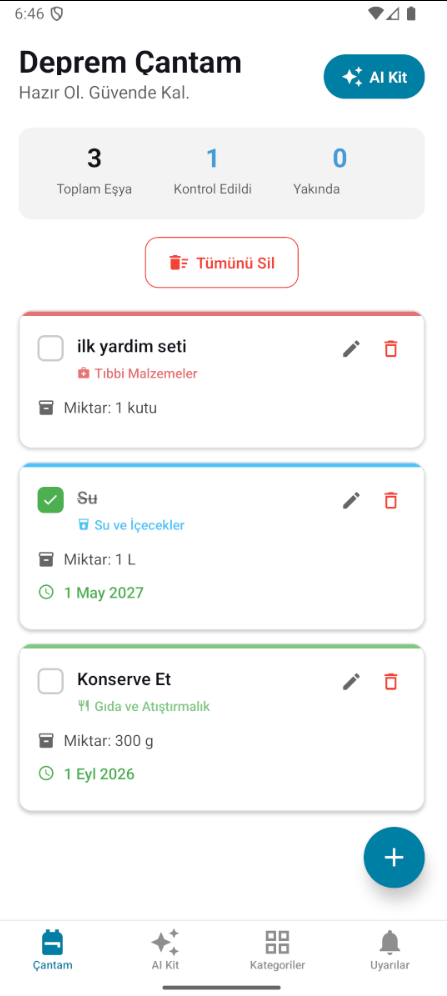 6:46
Deprem Çantam
Hazır Ol. Güvende Kal.
AI Kit
3 1 0
Toplam Eşya Kontrol Edildi Yakında
Tümünü Sil
ilk yardim seti
Tıbbi Malzemeler
Miktar: 1 kutu
Su
Su ve İçecekler
Miktar: 1 L
1 May 2027
Konserve Et
Gıda ve Atıştırmalık
Miktar: 300 g
1 Eyl 2026
Çantam AI Kit Kategoriler Uyarılar